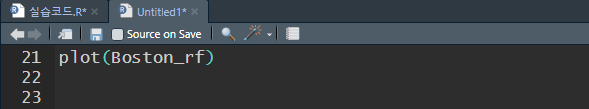 실습코드.R* Untitled1*
Source on Save
21 plot(Boston_rf)
22
23